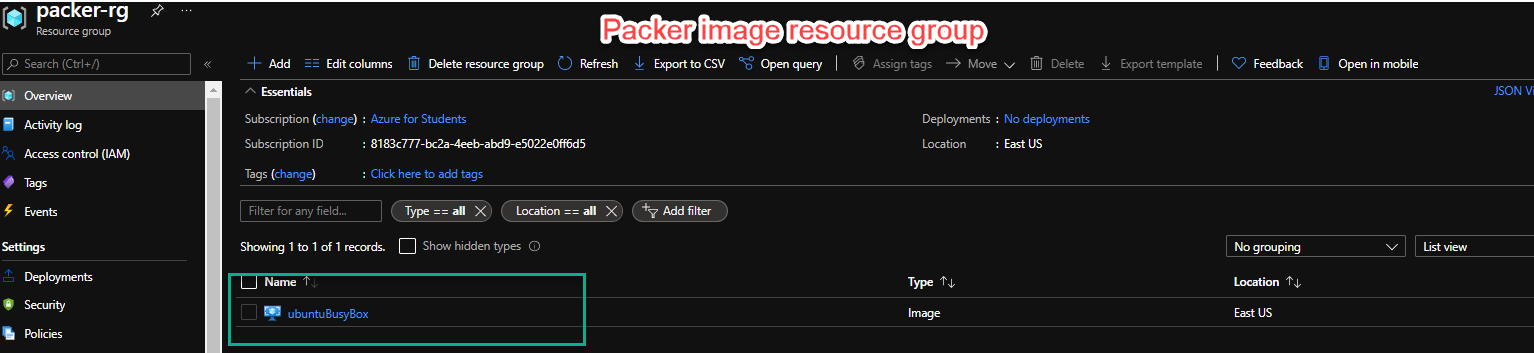 packer-rg
Resource group
Packer image resource group
Search (Ctrl+/)
Add Edit columns Delete resource group Refresh Export to CSV Open query Assign tags Move Delete Export template Feedback Open in mobile
Overview
Activity log
Access control (IAM)
Tags
Events
Settings
Deployments
Security
Policies
Essentials
JSON Vi
Subscription (change) : Azure for Students
Deployments : No deployments
Subscription ID : 8183c777-bc2a-4eeb-abd9-e5022e0ff6d5
Location : East US
Tags (change) : Click here to add tags
Filter for any field... Type == all Location == all Add filter
Showing 1 to 1 of 1 records. Show hidden types
No grouping List view
Name Type Location
ubuntuBusyBox Image East US